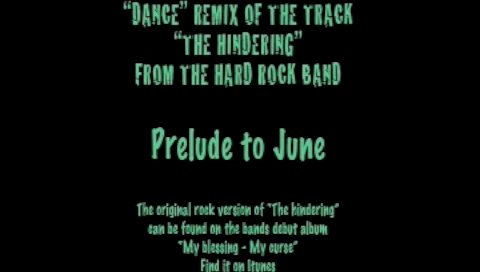 “DANCE” REMIX OF THE TRACK
“THE HINDERING”
FROM THE HARD ROCK BAND
Prelude to June
The original rock version of "The hindering"
can be found on the bands debut album
"My blessing - My curse"
Find it on Itunes